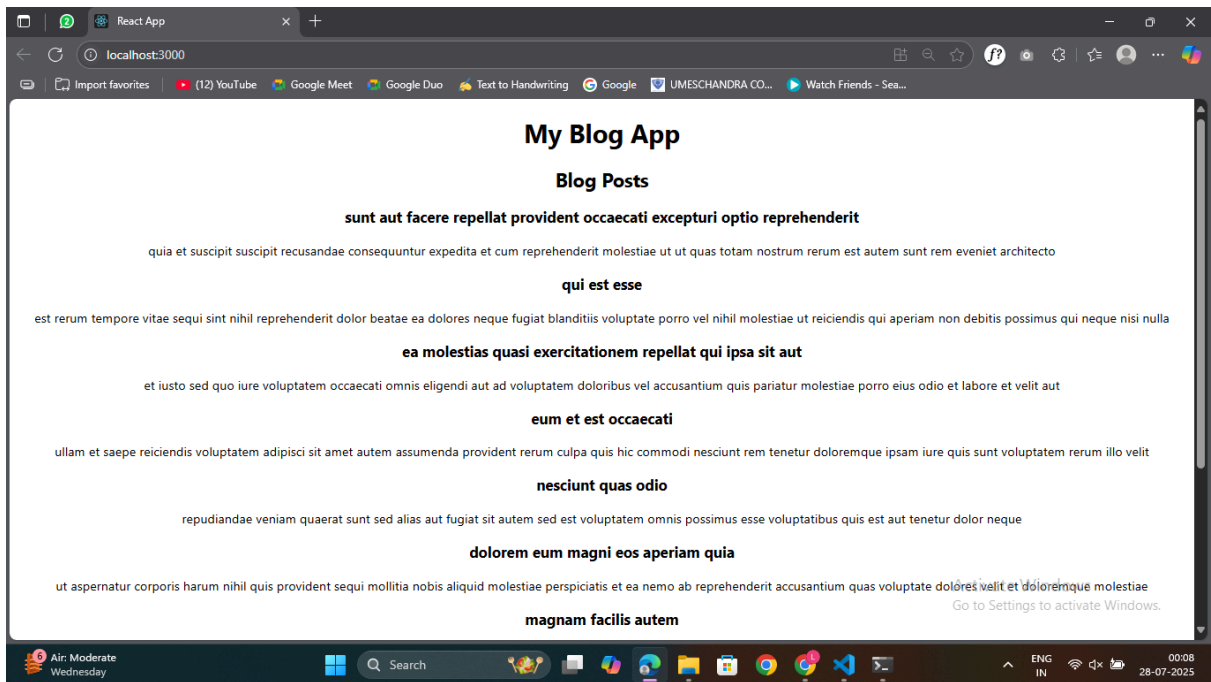 2
React App
localhost:3000
Import favorites
(12) YouTube
Google Meet
Google Duo
Text to Handwriting
Google
UMESCHANDRA CO...
Watch Friends - Sea...
My Blog App
Blog Posts
sunt aut facere repellat provident occaecati excepturi optio reprehenderit
quia et suscipit suscipit recusandae consequuntur expedita et cum reprehenderit molestiae ut ut quas totam nostrum rerum est autem sunt rem eveniet architecto
qui est esse
est rerum tempore vitae sequi sint nihil reprehenderit dolor beatae ea dolores neque fugiat blanditiis voluptate porro vel nihil molestiae ut reiciendis qui aperiam non debitis possimus qui neque nisi nulla
ea molestias quasi exercitationem repellat qui ipsa sit aut
et iusto sed quo iure voluptatem occaecati omnis eligendi aut ad voluptatem doloribus vel accusantium quis pariatur molestiae porro eius odio et labore et velit aut
eum et est occaecati
ullam et saepe reiciendis voluptatem adipisci sit amet autem assumenda provident rerum culpa quis hic commodi nesciunt rem tenetur doloremque ipsam iure quis sunt voluptatem rerum illo velit
nesciunt quas odio
repudiandae veniam quaerat sunt sed alias aut fugiat sit autem sed est voluptatem omnis possimus esse voluptatibus quis est aut tenetur dolor neque
dolorem eum magni eos aperiam quia
ut aspernatur corporis harum nihil quis provident sequi mollitia nobis aliquid molestiae perspiciatis et ea nemo ab reprehenderit accusantium quas voluptate dolores velit et doloremque molestiae
Activate Windows
Go to Settings to activate Windows.
magnam facilis autem
6
Air: Moderate
Wednesday
Search
ENG
IN
00:08
28-07-2025